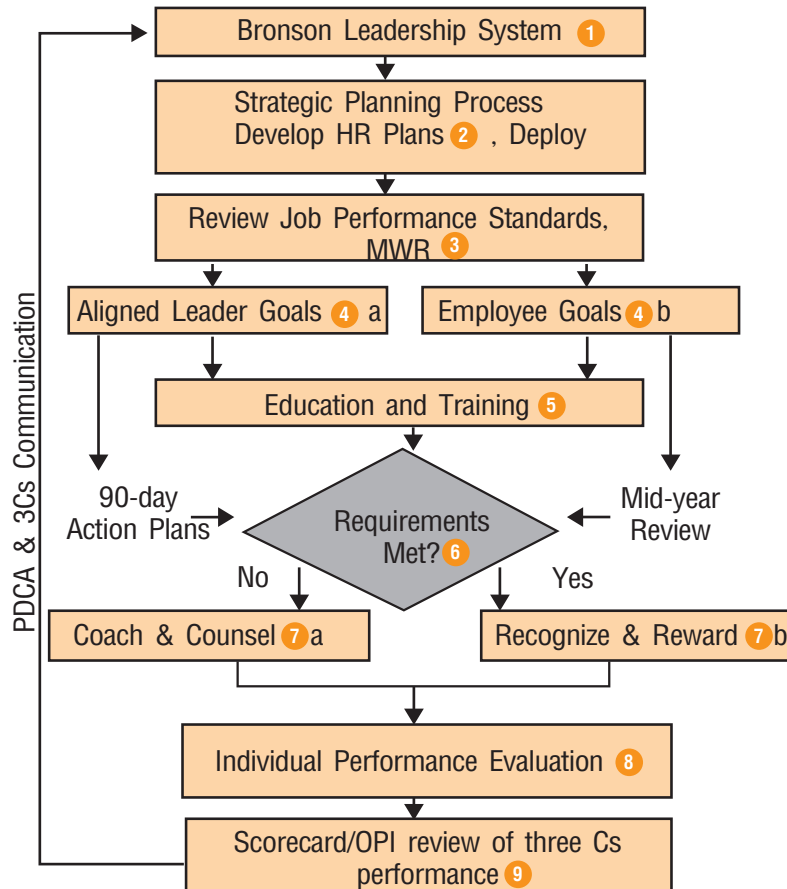 Bronson Leadership System 1
Strategic Planning Process
Develop HR Plans 2 , Deploy
Review Job Performance Standards,
MWR 3
Aligned Leader Goals 4 a
Employee Goals 4 b
Education and Training 5
90-day
Action Plans
Requirements
Met? 6
Mid-year
Review
No
Yes
Coach & Counsel 7 a
Recognize & Reward 7 b
Individual Performance Evaluation 8
Scorecard/OPI review of three Cs
performance 9
PDCA & 3Cs Communication